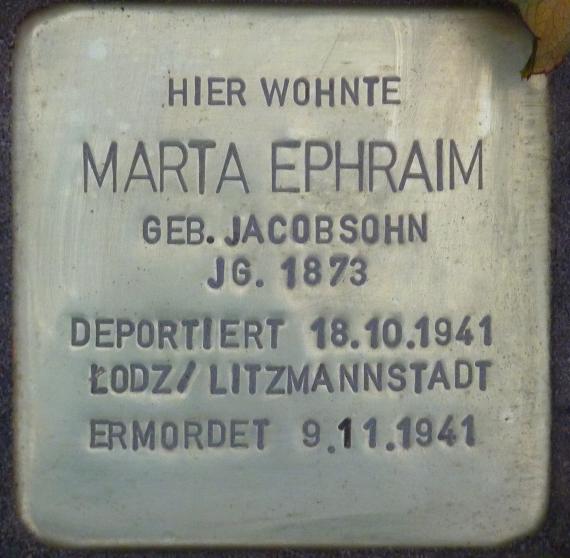 HIER WOHNTE
MARTA EPHRAIM
GEB. JACOBSOHN
JG. 1873
DEPORTIERT 18.10.1941
ŁODZ/ LITZMANNSTADT
ERMORDET 9.11.1941